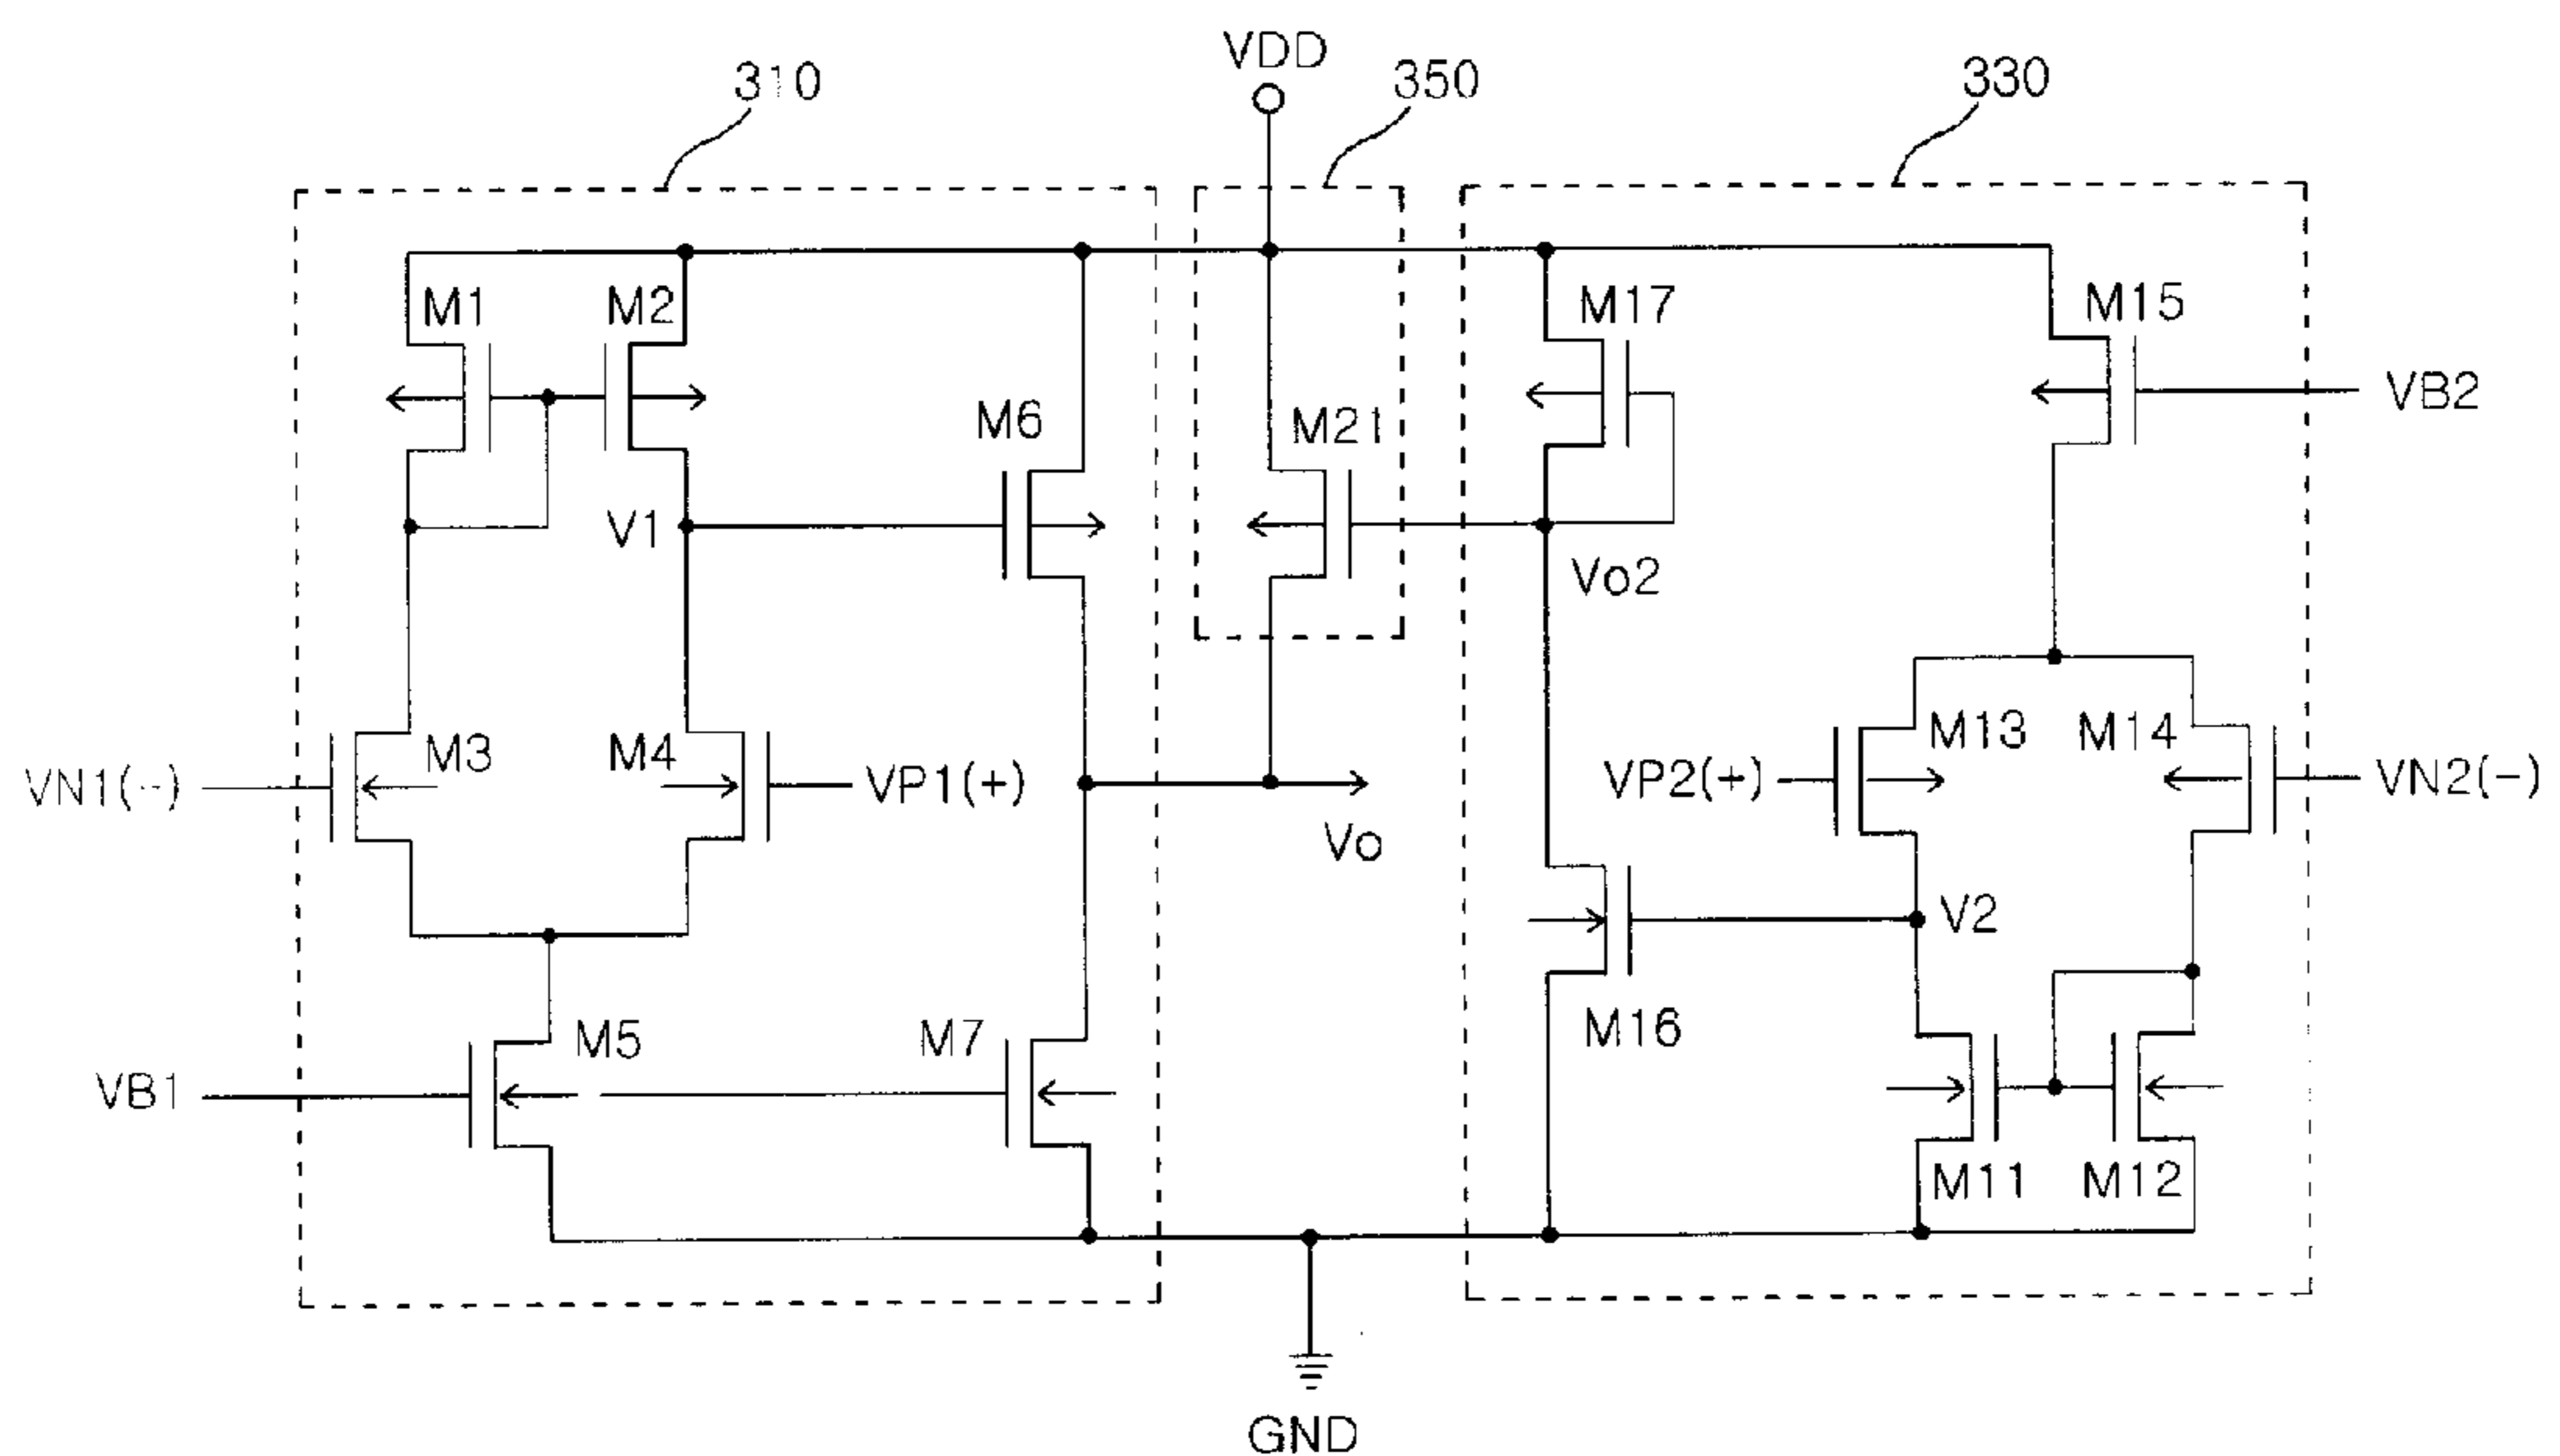 VDD
310
350
330
M1
M2
M17
M15
VB2
M6
M21
V1
Vo2
M3
M4
M13
M14
VN1(-)
VP1(+)
VP2(+)
VN2(-)
Vo
V2
M5
M7
M16
VB1
M11
M12
GND